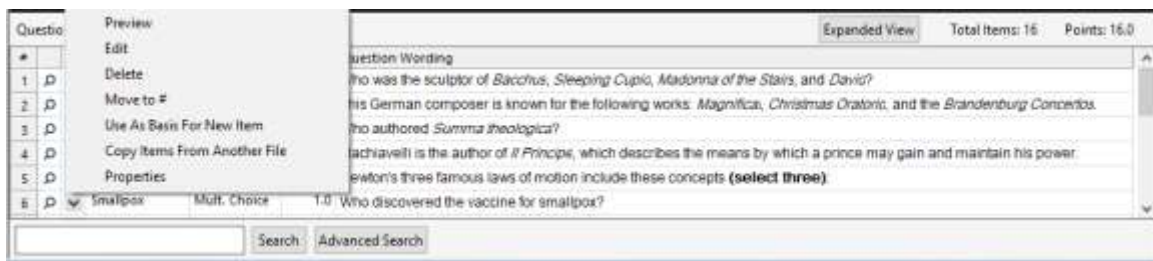 Questio Expanded View Total Items: 16 Points: 16.0
Preview
Edit
Delete
Move to #
Use As Basis For New Item
Copy Items From Another File
Properties
# uestion Wording
1 ho was the sculptor of Bacchus, Sleeping Cupio, Madonna of the Stairs, and David?
2 his German composer is known for the following works: Magnificat, Christmas Oratorio, and the Brandenburg Concertos.
3 ho authored Summa theologica?
4 achiavelli is the author of Il Principe, which describes the means by which a prince may gain and maintain his power.
5 ewton's three famous laws of motion include these concepts (select three):
6 Smallpox Mult. Choice 1.0 Who discovered the vaccine for smallpox?
Search Advanced Search